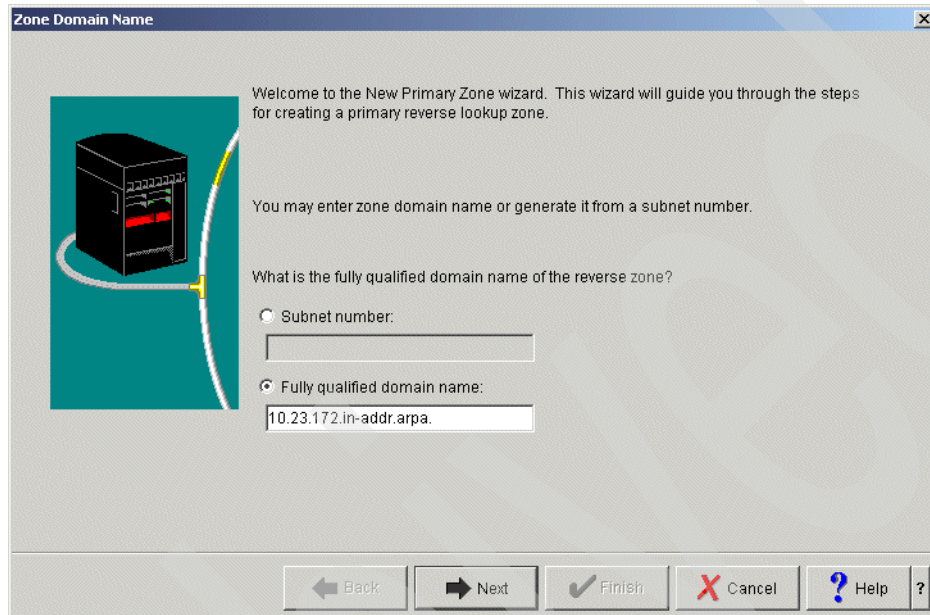 Zone Domain Name
Welcome to the New Primary Zone wizard. This wizard will guide you through the steps
for creating a primary reverse lookup zone.
You may enter zone domain name or generate it from a subnet number.
What is the fully qualified domain name of the reverse zone?
Subnet number:
Fully qualified domain name:
10.23.172.in-addr.arpa.
Back
Next
Finish
Cancel
? Help
?